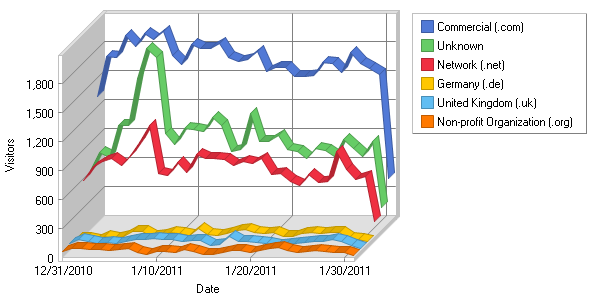 Visitors
1,800
1,500
1,200
900
600
300
0
12/31/2010 1/10/2011 1/20/2011 1/30/2011
Date
Commercial (.com)
Unknown
Network (.net)
Germany (.de)
United Kingdom (.uk)
Non-profit Organization (.org)